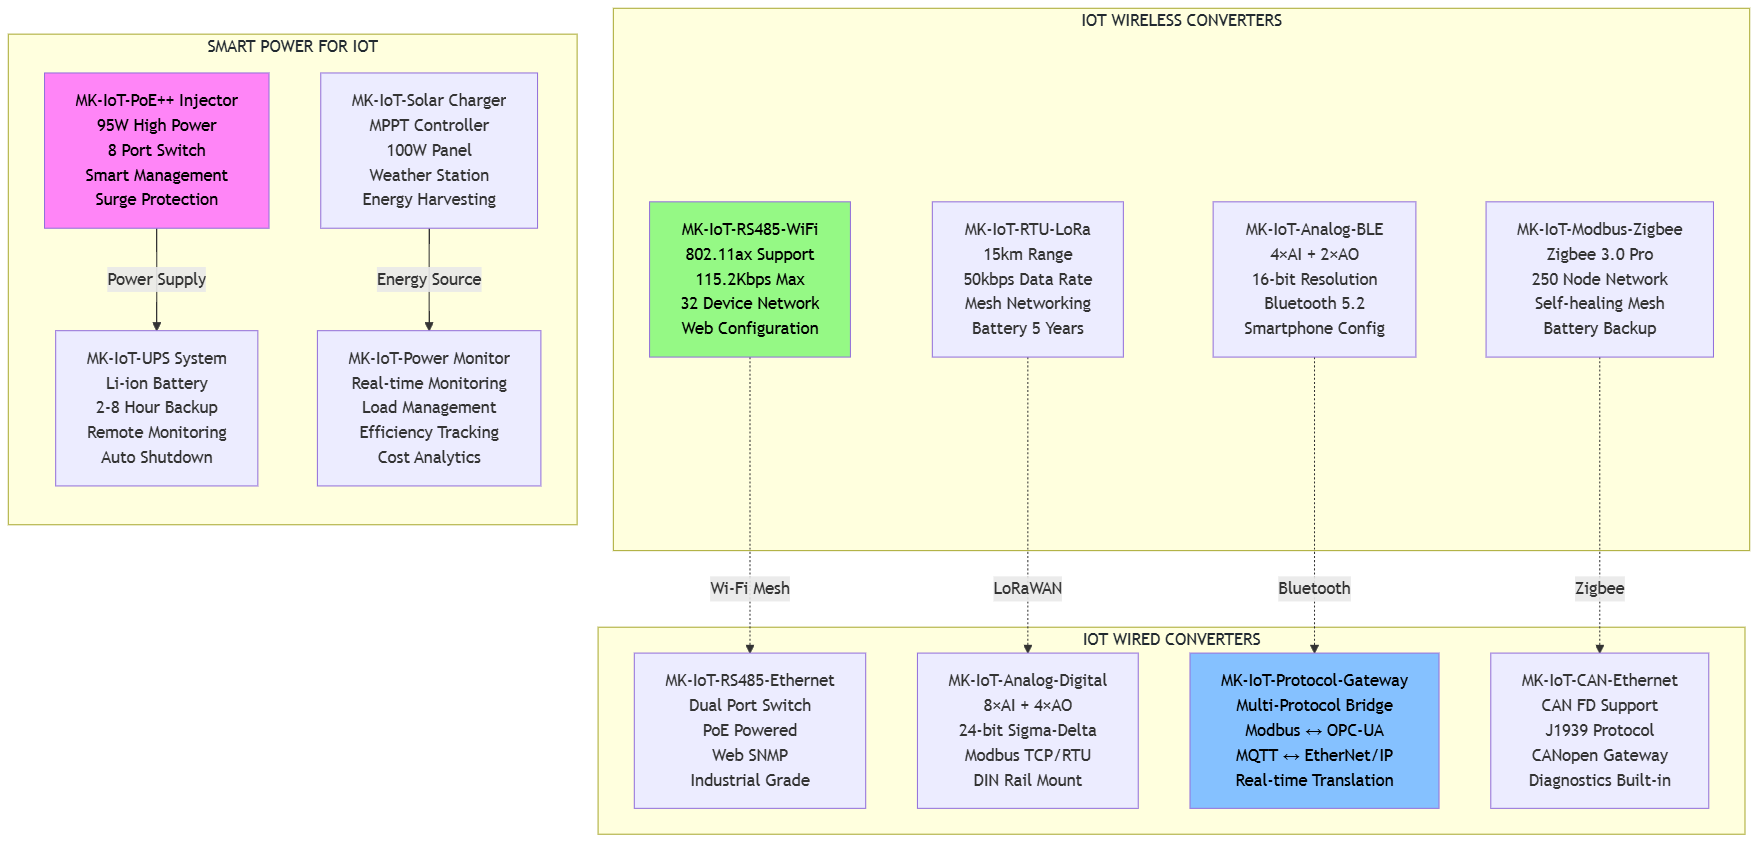 SMART POWER FOR IOT
MK-IoT-PoE++ Injector
95W High Power
8 Port Switch
Smart Management
Surge Protection
MK-IoT-Solar Charger
MPPT Controller
100W Panel
Weather Station
Energy Harvesting
Power Supply
Energy Source
MK-IoT-UPS System
Li-ion Battery
2-8 Hour Backup
Remote Monitoring
Auto Shutdown
MK-IoT-Power Monitor
Real-time Monitoring
Load Management
Efficiency Tracking
Cost Analytics
IOT WIRELESS CONVERTERS
MK-IoT-RS485-WiFi
802.11ax Support
115.2Kbps Max
32 Device Network
Web Configuration
MK-IoT-RTU-LoRa
15km Range
50kbps Data Rate
Mesh Networking
Battery 5 Years
MK-IoT-Analog-BLE
4×AI + 2×AO
16-bit Resolution
Bluetooth 5.2
Smartphone Config
MK-IoT-Modbus-Zigbee
Zigbee 3.0 Pro
250 Node Network
Self-healing Mesh
Battery Backup
Wi-Fi Mesh
LoRaWAN
Bluetooth
Zigbee
IOT WIRED CONVERTERS
MK-IoT-RS485-Ethernet
Dual Port Switch
PoE Powered
Web SNMP
Industrial Grade
MK-IoT-Analog-Digital
8×AI + 4×AO
24-bit Sigma-Delta
Modbus TCP/RTU
DIN Rail Mount
MK-IoT-Protocol-Gateway
Multi-Protocol Bridge
Modbus ↔ OPC-UA
MQTT ↔ EtherNet/IP
Real-time Translation
MK-IoT-CAN-Ethernet
CAN FD Support
J1939 Protocol
CANopen Gateway
Diagnostics Built-in